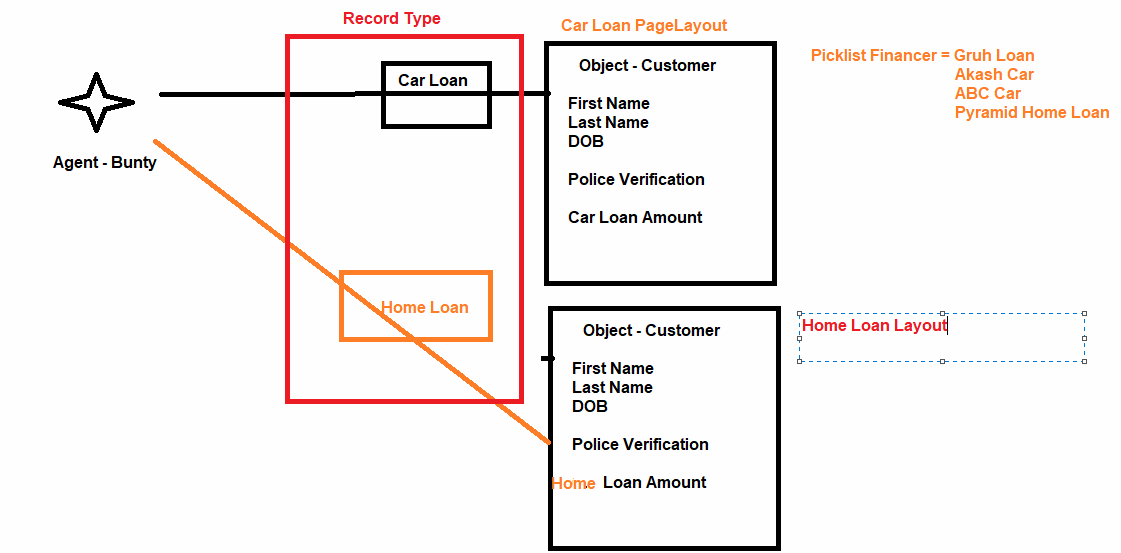 Record Type
Car Loan PageLayout
Picklist Financer = Gruh Loan
Akash Car
ABC Car
Pyramid Home Loan
Agent - Bunty
Car Loan
Object - Customer
First Name
Last Name
DOB
Police Verification
Car Loan Amount
Home Loan
Object - Customer
First Name
Last Name
DOB
Police Verification
Home Loan Amount
Home Loan Layout